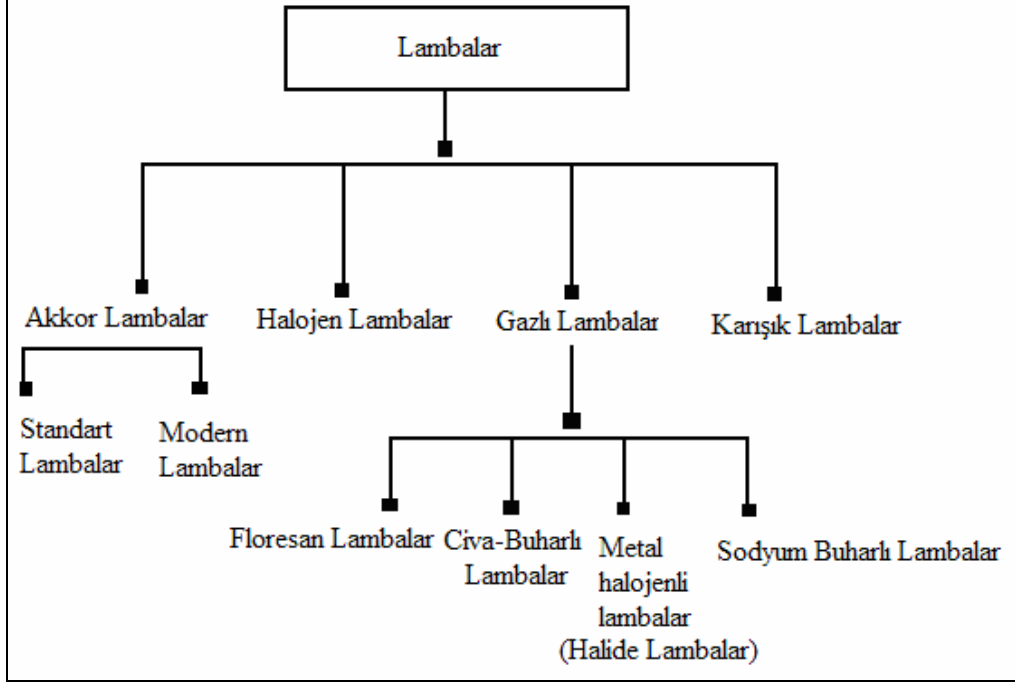 Lambalar
Akkor Lambalar
Halojen Lambalar
Gazlı Lambalar
Karışık Lambalar
Standart
Lambalar
Modern
Lambalar
Floresan Lambalar
Civa-Buharlı
Lambalar
Metal
halojenli
lambalar
(Halide Lambalar)
Sodyum Buharlı Lambalar